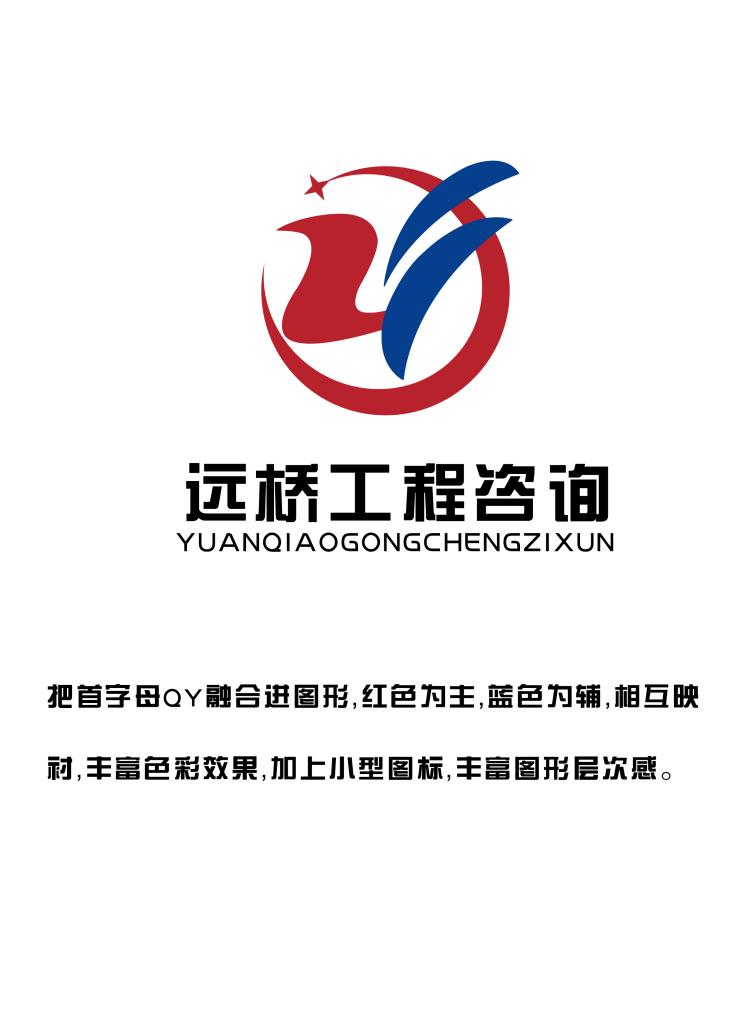 远桥工程咨询
YUANQIAOGONGCHENGZIXUN
把首字母QY融合进图形,红色为主,蓝色为辅,相互映
衬,丰富色彩效果,加上小型图标,丰富图形层次感。